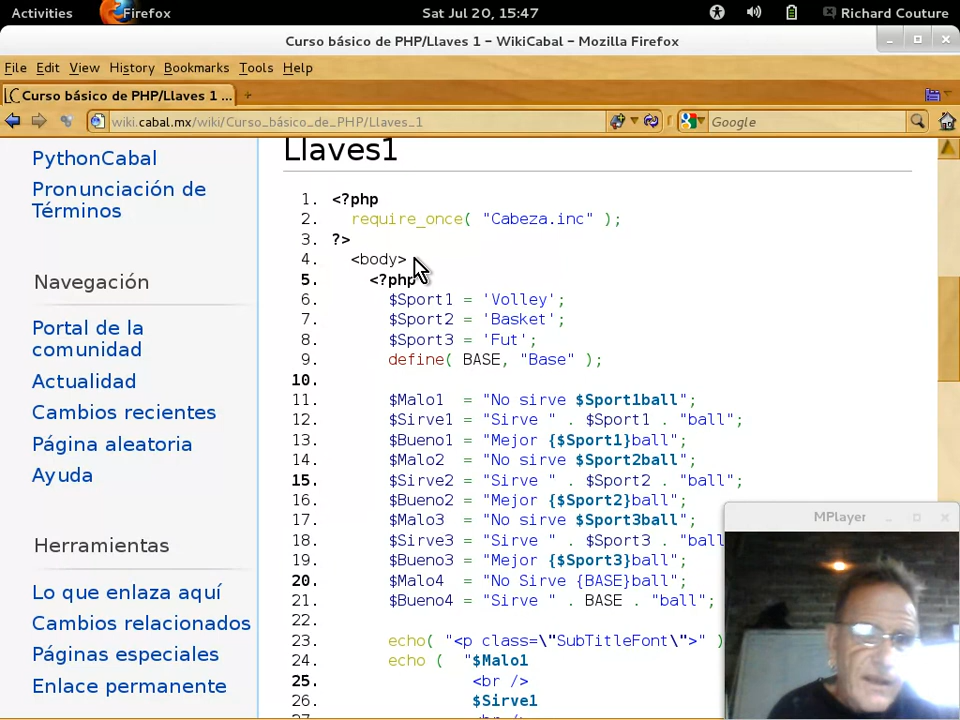 Activities Firefox Sat Jul 20, 15:47 Richard Couture
Curso básico de PHP/Llaves 1 - WikiCabal - Mozilla Firefox
File Edit View History Bookmarks Tools Help
Curso básico de PHP/Llaves 1 ... +
wiki.cabal.mx/wiki/Curso_básico_de_PHP/Llaves_1 Google
PythonCabal
Pronunciación de
Términos
Navegación
Portal de la
comunidad
Actualidad
Cambios recientes
Página aleatoria
Ayuda
Herramientas
Lo que enlaza aquí
Cambios relacionados
Páginas especiales
Enlace permanente
Llaves1
1. <?php
2. require_once( "Cabeza.inc" );
3. ?>
4. <body>
5. <?php
6. $Sport1 = 'Volley';
7. $Sport2 = 'Basket';
8. $Sport3 = 'Fut';
9. define( BASE, "Base" );
10.
11. $Malo1 = "No sirve $Sport1ball";
12. $Sirve1 = "Sirve " . $Sport1 . "ball";
13. $Bueno1 = "Mejor {$Sport1}ball";
14. $Malo2 = "No sirve $Sport2ball";
15. $Sirve2 = "Sirve " . $Sport2 . "ball";
16. $Bueno2 = "Mejor {$Sport2}ball";
17. $Malo3 = "No sirve $Sport3ball";
18. $Sirve3 = "Sirve " . $Sport3 . "ball
19. $Bueno3 = "Mejor {$Sport3}ball";
20. $Malo4 = "No Sirve {BASE}ball";
21. $Bueno4 = "Sirve " . BASE . "ball";
22.
23. echo( "<p class=\"SubTitleFont\">" )
24. echo ( "$Malo1
25. <br />
26. $Sirve1
MPlayer